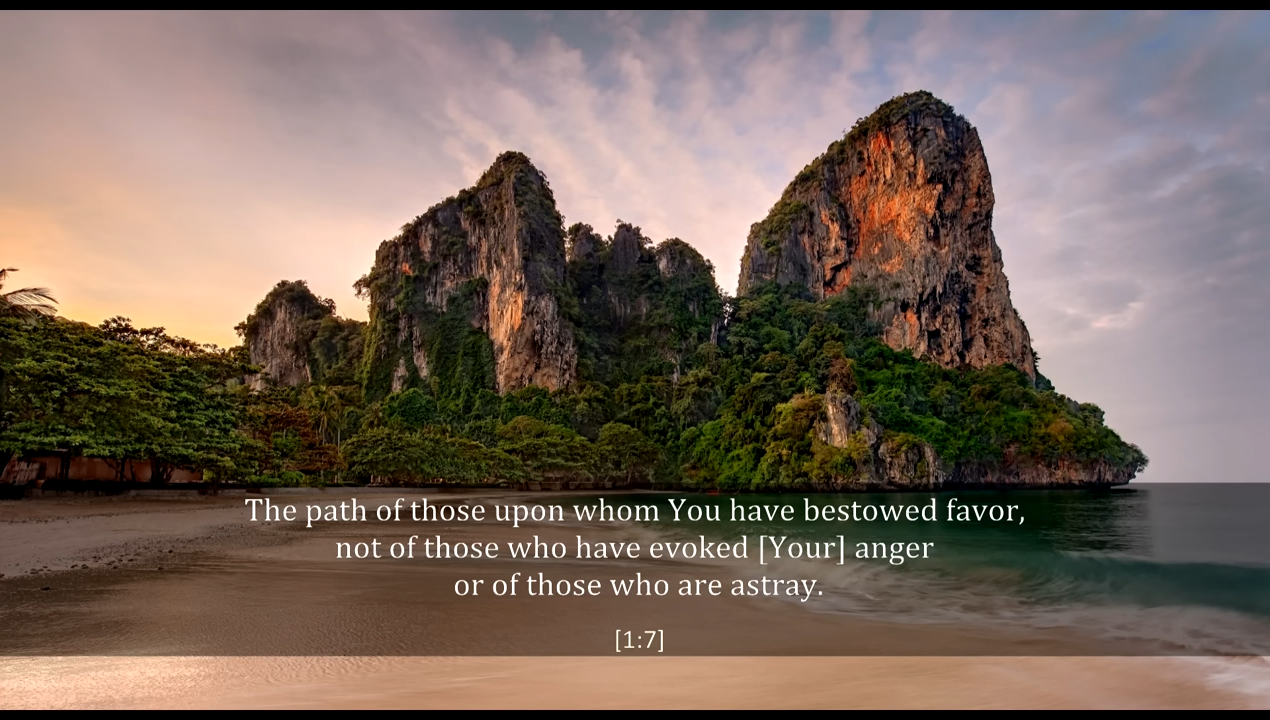 The path of those upon whom You have bestowed favor,
not of those who have evoked [Your] anger
or of those who are astray.
[1:7]